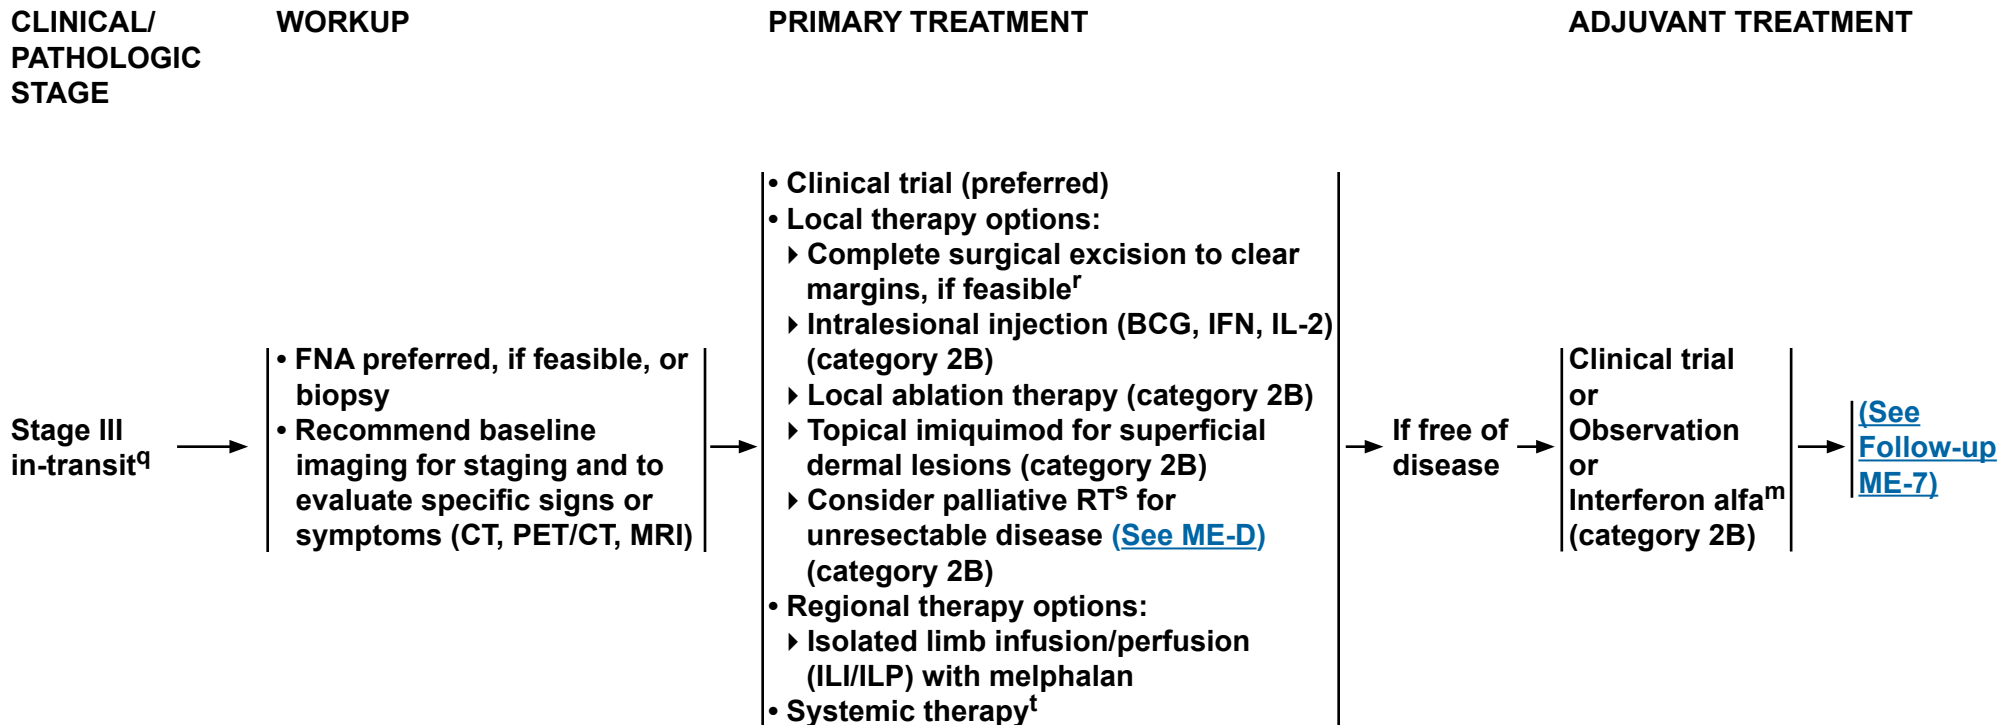 CLINICAL/
PATHOLOGIC
STAGE
WORKUP
PRIMARY TREATMENT
ADJUVANT TREATMENT
Stage III
in-transitq
• FNA preferred, if feasible, or
biopsy
• Recommend baseline
imaging for staging and to
evaluate specific signs or
symptoms (CT, PET/CT, MRI)
• Clinical trial (preferred)
• Local therapy options:
▸ Complete surgical excision to clear
margins, if feasibler
▸ Intralesional injection (BCG, IFN, IL-2)
(category 2B)
▸ Local ablation therapy (category 2B)
▸ Topical imiquimod for superficial
dermal lesions (category 2B)
▸ Consider palliative RTs for
unresectable disease (See ME-D)
(category 2B)
• Regional therapy options:
▸ Isolated limb infusion/perfusion
(ILI/ILP) with melphalan
• Systemic therapyt
If free of
disease
Clinical trial
or
Observation
or
Interferon alfam
(category 2B)
(See
Follow-up
ME-7)